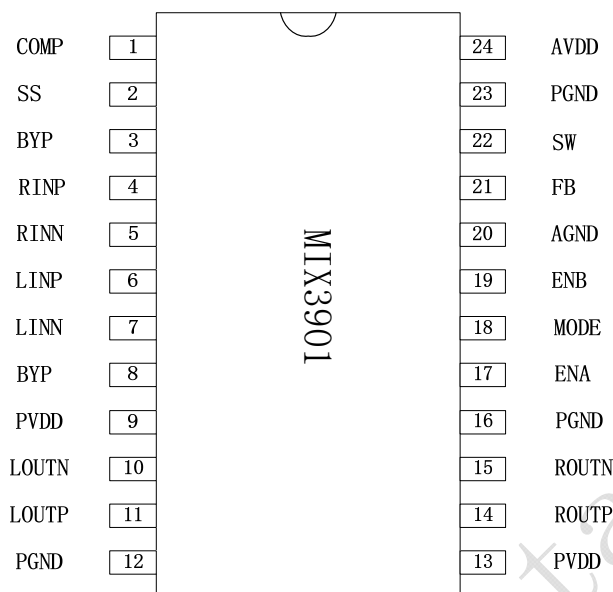 COMP 1 24 AVDD
SS 2 23 PGND
BYP 3 22 SW
RINP 4 21 FB
RINN 5 20 AGND
LINP 6 19 ENB
LINN 7 18 MODE
BYP 8 17 ENA
PVDD 9 16 PGND
LOUTN 10 15 ROUTN
LOUTP 11 14 ROUTP
PGND 12 13 PVDD
MIX3901